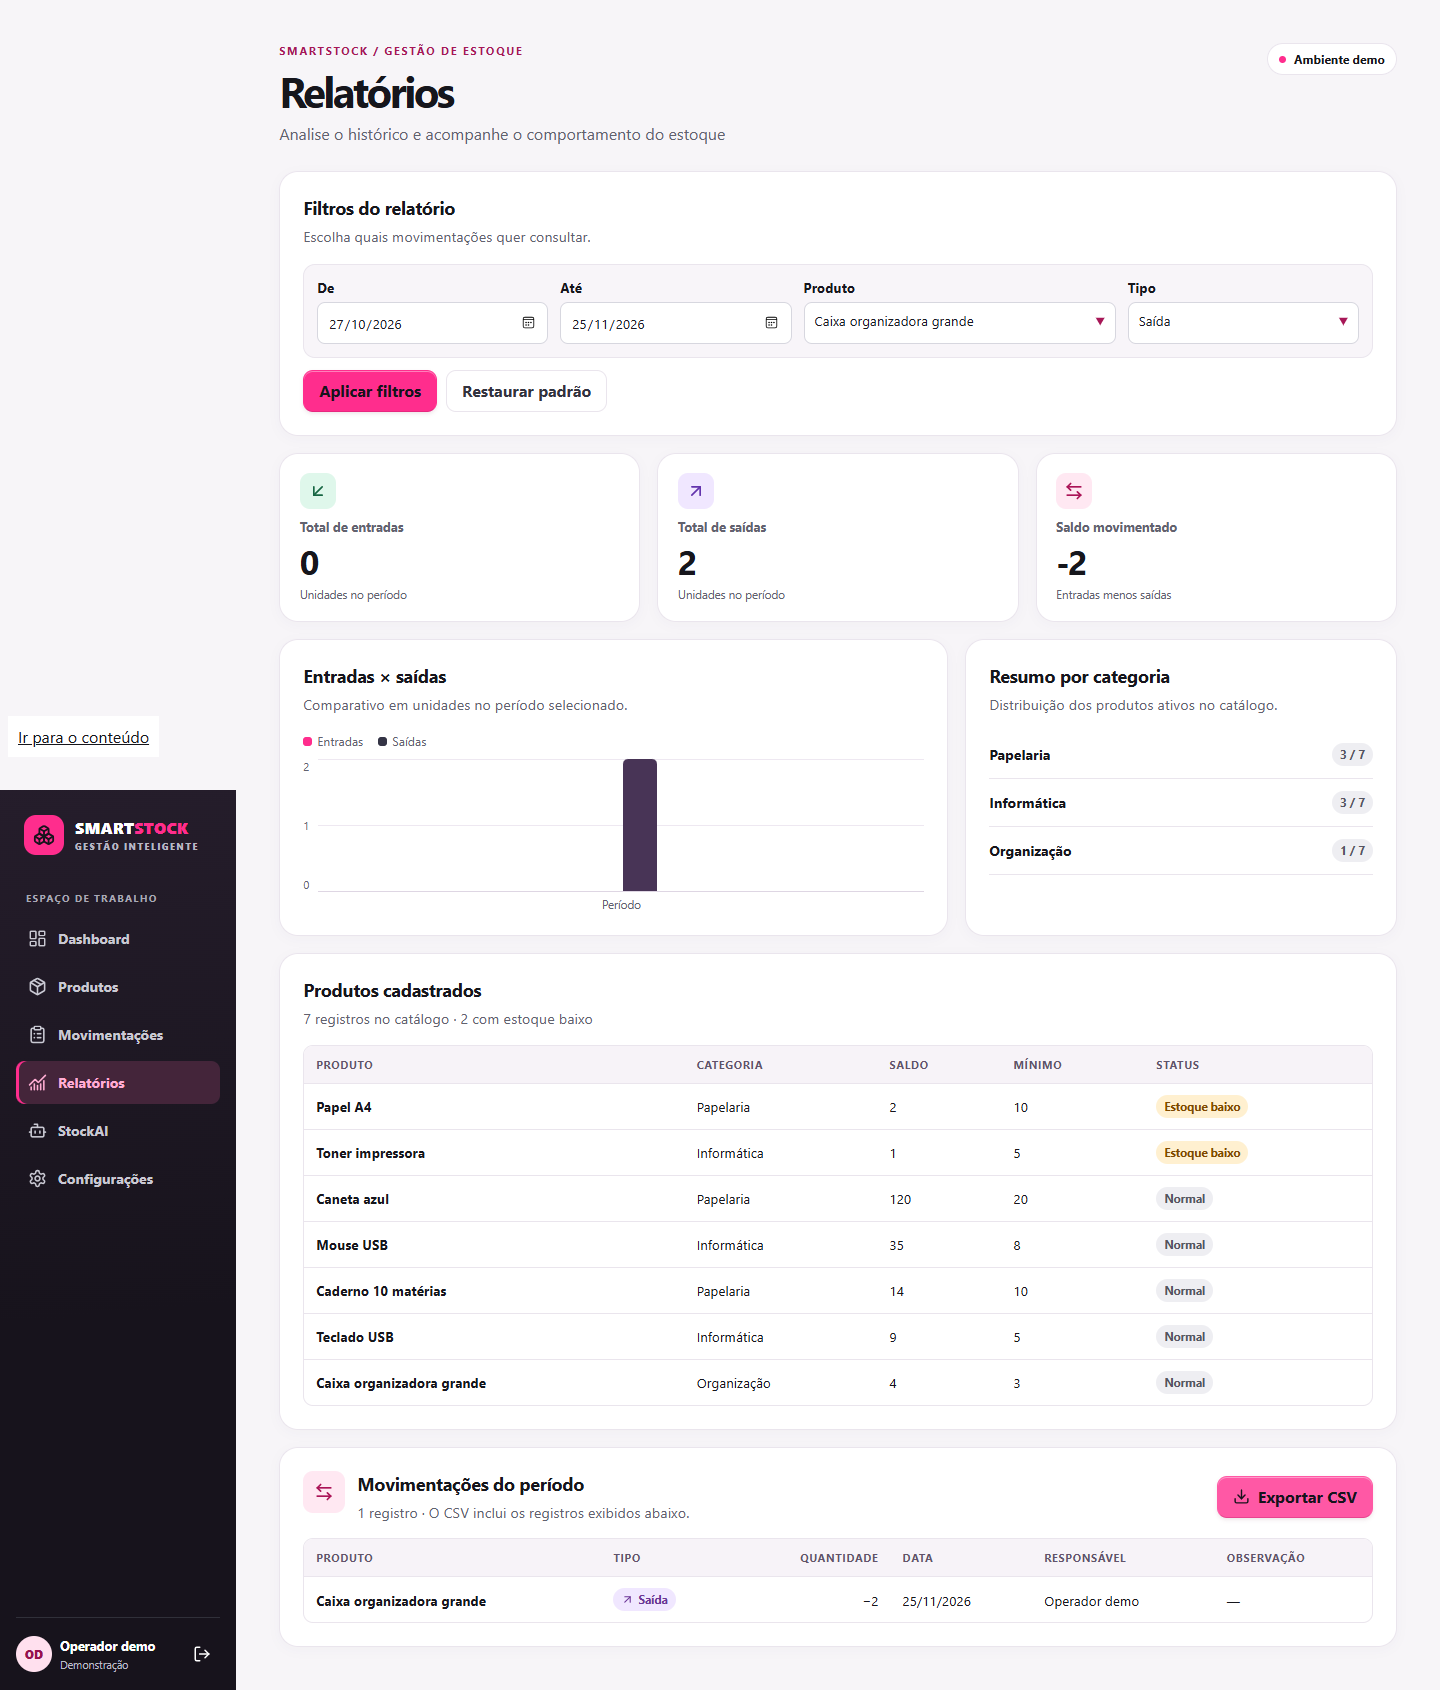 SMARTSTOCK / GESTÃO DE ESTOQUE
Relatórios
Analise o histórico e acompanhe o comportamento do estoque
Ambiente demo
Filtros do relatório
Escolha quais movimentações quer consultar.
De
Até
Produto
Tipo
27/10/2026
25/11/2026
Caixa organizadora grande
Saída
Aplicar filtros
Restaurar padrão
Total de entradas
0
Unidades no período
Total de saídas
2
Unidades no período
Saldo movimentado
-2
Entradas menos saídas
Entradas × saídas
Comparativo em unidades no período selecionado.
Entradas
Saídas
2
1
0
Período
Resumo por categoria
Distribuição dos produtos ativos no catálogo.
Papelaria 3 / 7
Informática 3 / 7
Organização 1 / 7
Ir para o conteúdo
SMARTSTOCK
GESTÃO INTELIGENTE
ESPAÇO DE TRABALHO
Dashboard
Produtos
Movimentações
Relatórios
StockAI
Configurações
OD
Operador demo
Demonstração
Produtos cadastrados
7 registros no catálogo · 2 com estoque baixo
PRODUTO CATEGORIA SALDO MÍNIMO STATUS
Papel A4 Papelaria 2 10 Estoque baixo
Toner impressora Informática 1 5 Estoque baixo
Caneta azul Papelaria 120 20 Normal
Mouse USB Informática 35 8 Normal
Caderno 10 matérias Papelaria 14 10 Normal
Teclado USB Informática 9 5 Normal
Caixa organizadora grande Organização 4 3 Normal
Movimentações do período
1 registro · O CSV inclui os registros exibidos abaixo.
Exportar CSV
PRODUTO TIPO QUANTIDADE DATA RESPONSÁVEL OBSERVAÇÃO
Caixa organizadora grande Saída −2 25/11/2026 Operador demo —